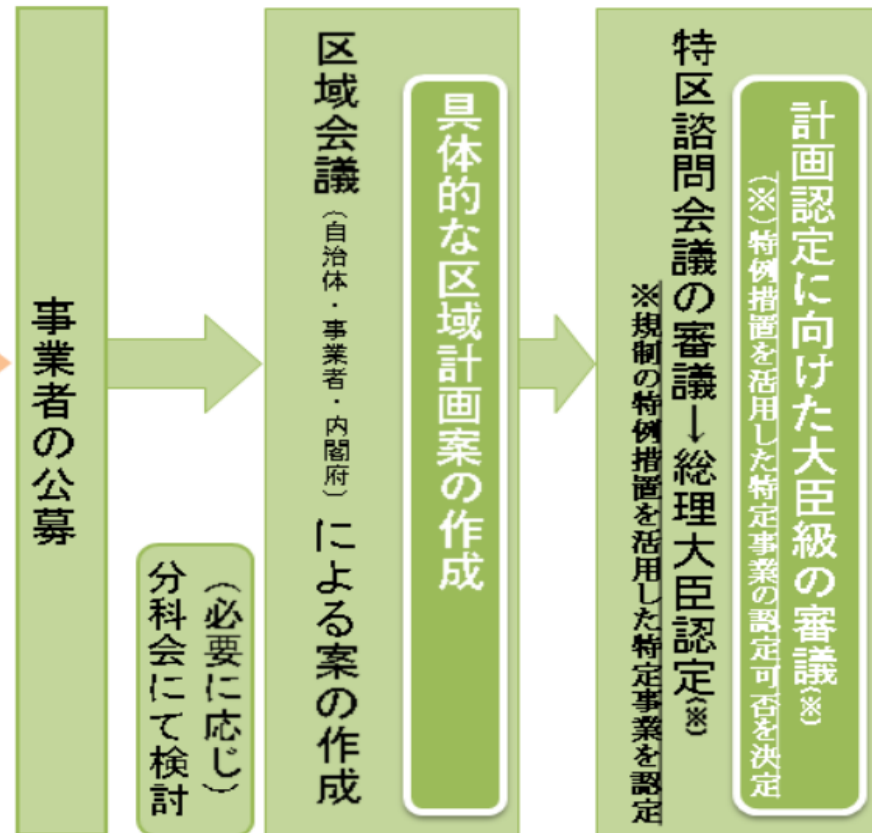 事業者の公募
(必要に応じ)
分科会にて検討
具体的な区域計画案の作成
区域会議(自治体・事業者・内閣府)による案の作成
計画認定に向けた大臣級の審議(※)
(※)特例措置を活用した特定事業の認定可否を決定
特区諮問会議の審議→総理大臣認定(※)
※規制の特例措置を活用した特定事業を認定